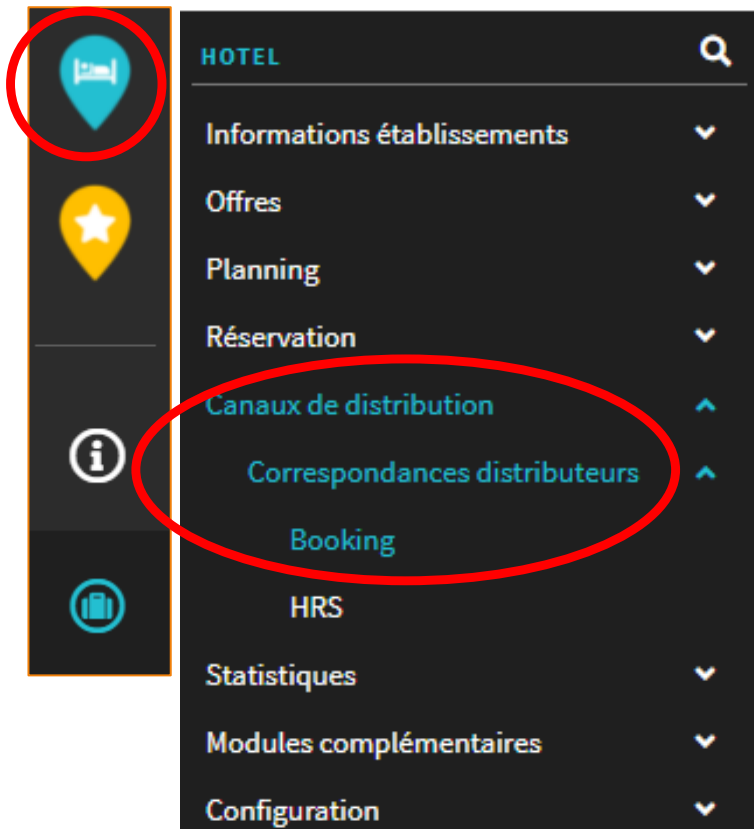 HOTEL
Informations établissements
Offres
Planning
Réservation
Canaux de distribution
Correspondances distributeurs
Booking
HRS
Statistiques
Modules complémentaires
Configuration